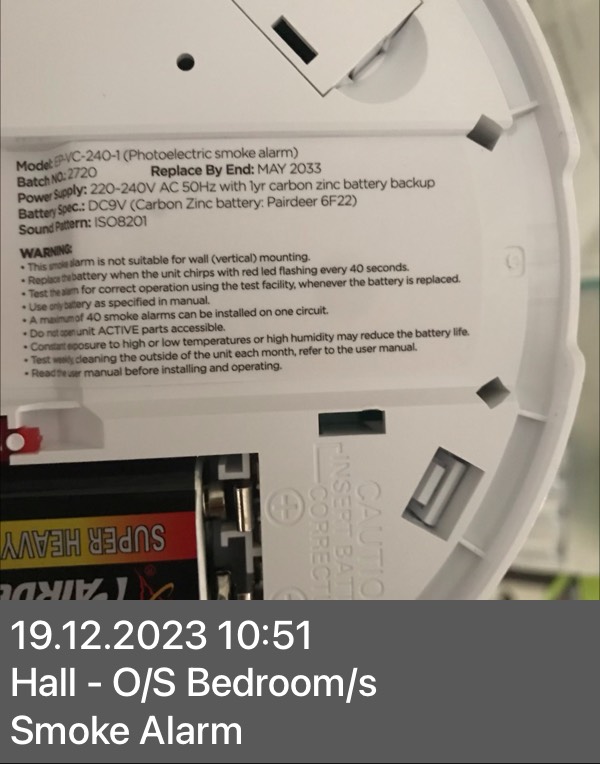 Model: EP-VC-240-1 (Photoelectric smoke alarm)
Batch NO: 2720 Replace By End: MAY 2033
Power Supply: 220-240V AC 50Hz with 1yr carbon zinc battery backup
Battery Spec.: DC9V (Carbon Zinc battery: Pairdeer 6F22)
Sound Pattern: ISO8201
WARNING:
• This smoke alarm is not suitable for wall (vertical) mounting.
• Replace the battery when the unit chirps with red led flashing every 40 seconds.
• Test the alarm for correct operation using the test facility, whenever the battery is replaced.
• Use only battery as specified in manual.
• A maximum of 40 smoke alarms can be installed on one circuit.
• Do not open unit ACTIVE parts accessible.
• Constant exposure to high or low temperatures or high humidity may reduce the battery life.
• Test weekly, cleaning the outside of the unit each month, refer to the user manual.
• Read the user manual before installing and operating.
CAUTIO
INSERT BATT
CORRECT
SUPER HEAVY
PAIRDE
19.12.2023 10:51
Hall - O/S Bedroom/s
Smoke Alarm